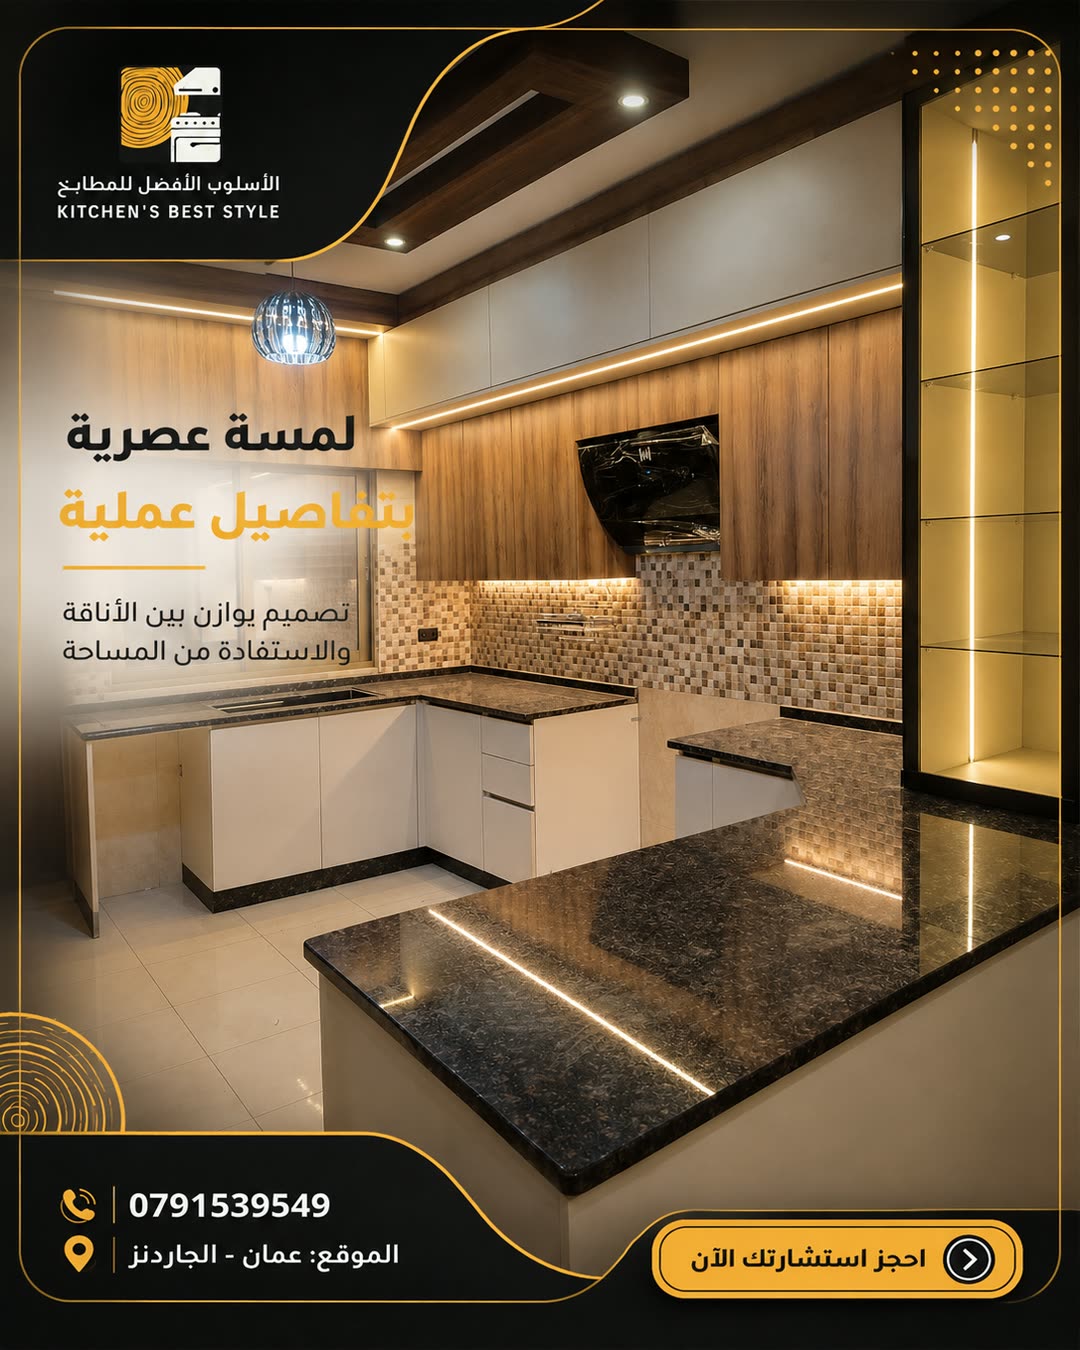 الأسلوب الأفضل للمطابخ
KITCHEN'S BEST STYLE
لمسة عصرية
بتفاصيل عملية
تصميم يوازن بين الأناقة
والاستفادة من المساحة
0791539549
الموقع: عمان - الجاردنز
احجز استشارتك الآن